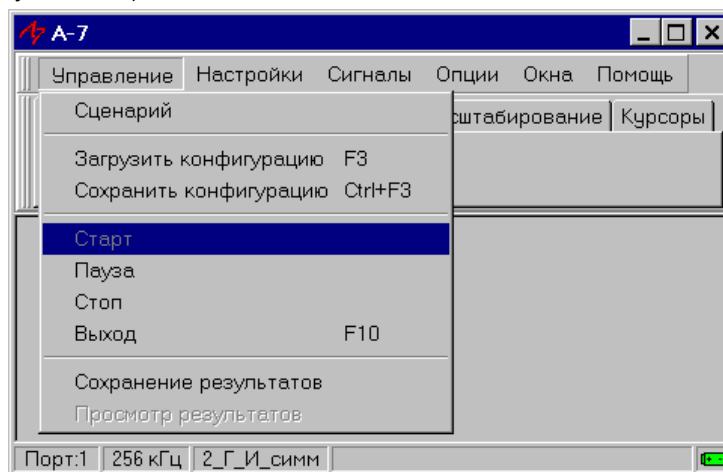 А-7
Управление Настройки Сигналы Опции Окна Помощь
Сценарий
сштабирование Курсоры
Загрузить конфигурацию F3
Сохранить конфигурацию Ctrl+F3
Старт
Пауза
Стоп
Выход F10
Сохранение результатов
Просмотр результатов
Порт:1 256 кГц 2_Г_И_симм